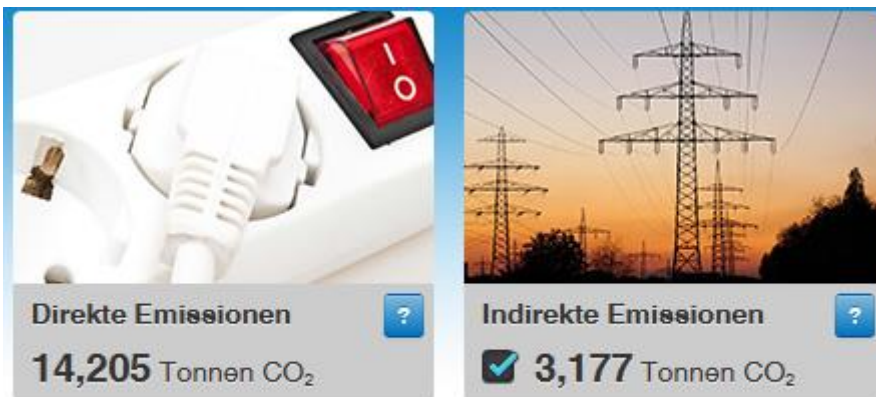 I
O
Direkte Emissionen ?
14,205 Tonnen CO₂
Indirekte Emissionen ?
3,177 Tonnen CO₂